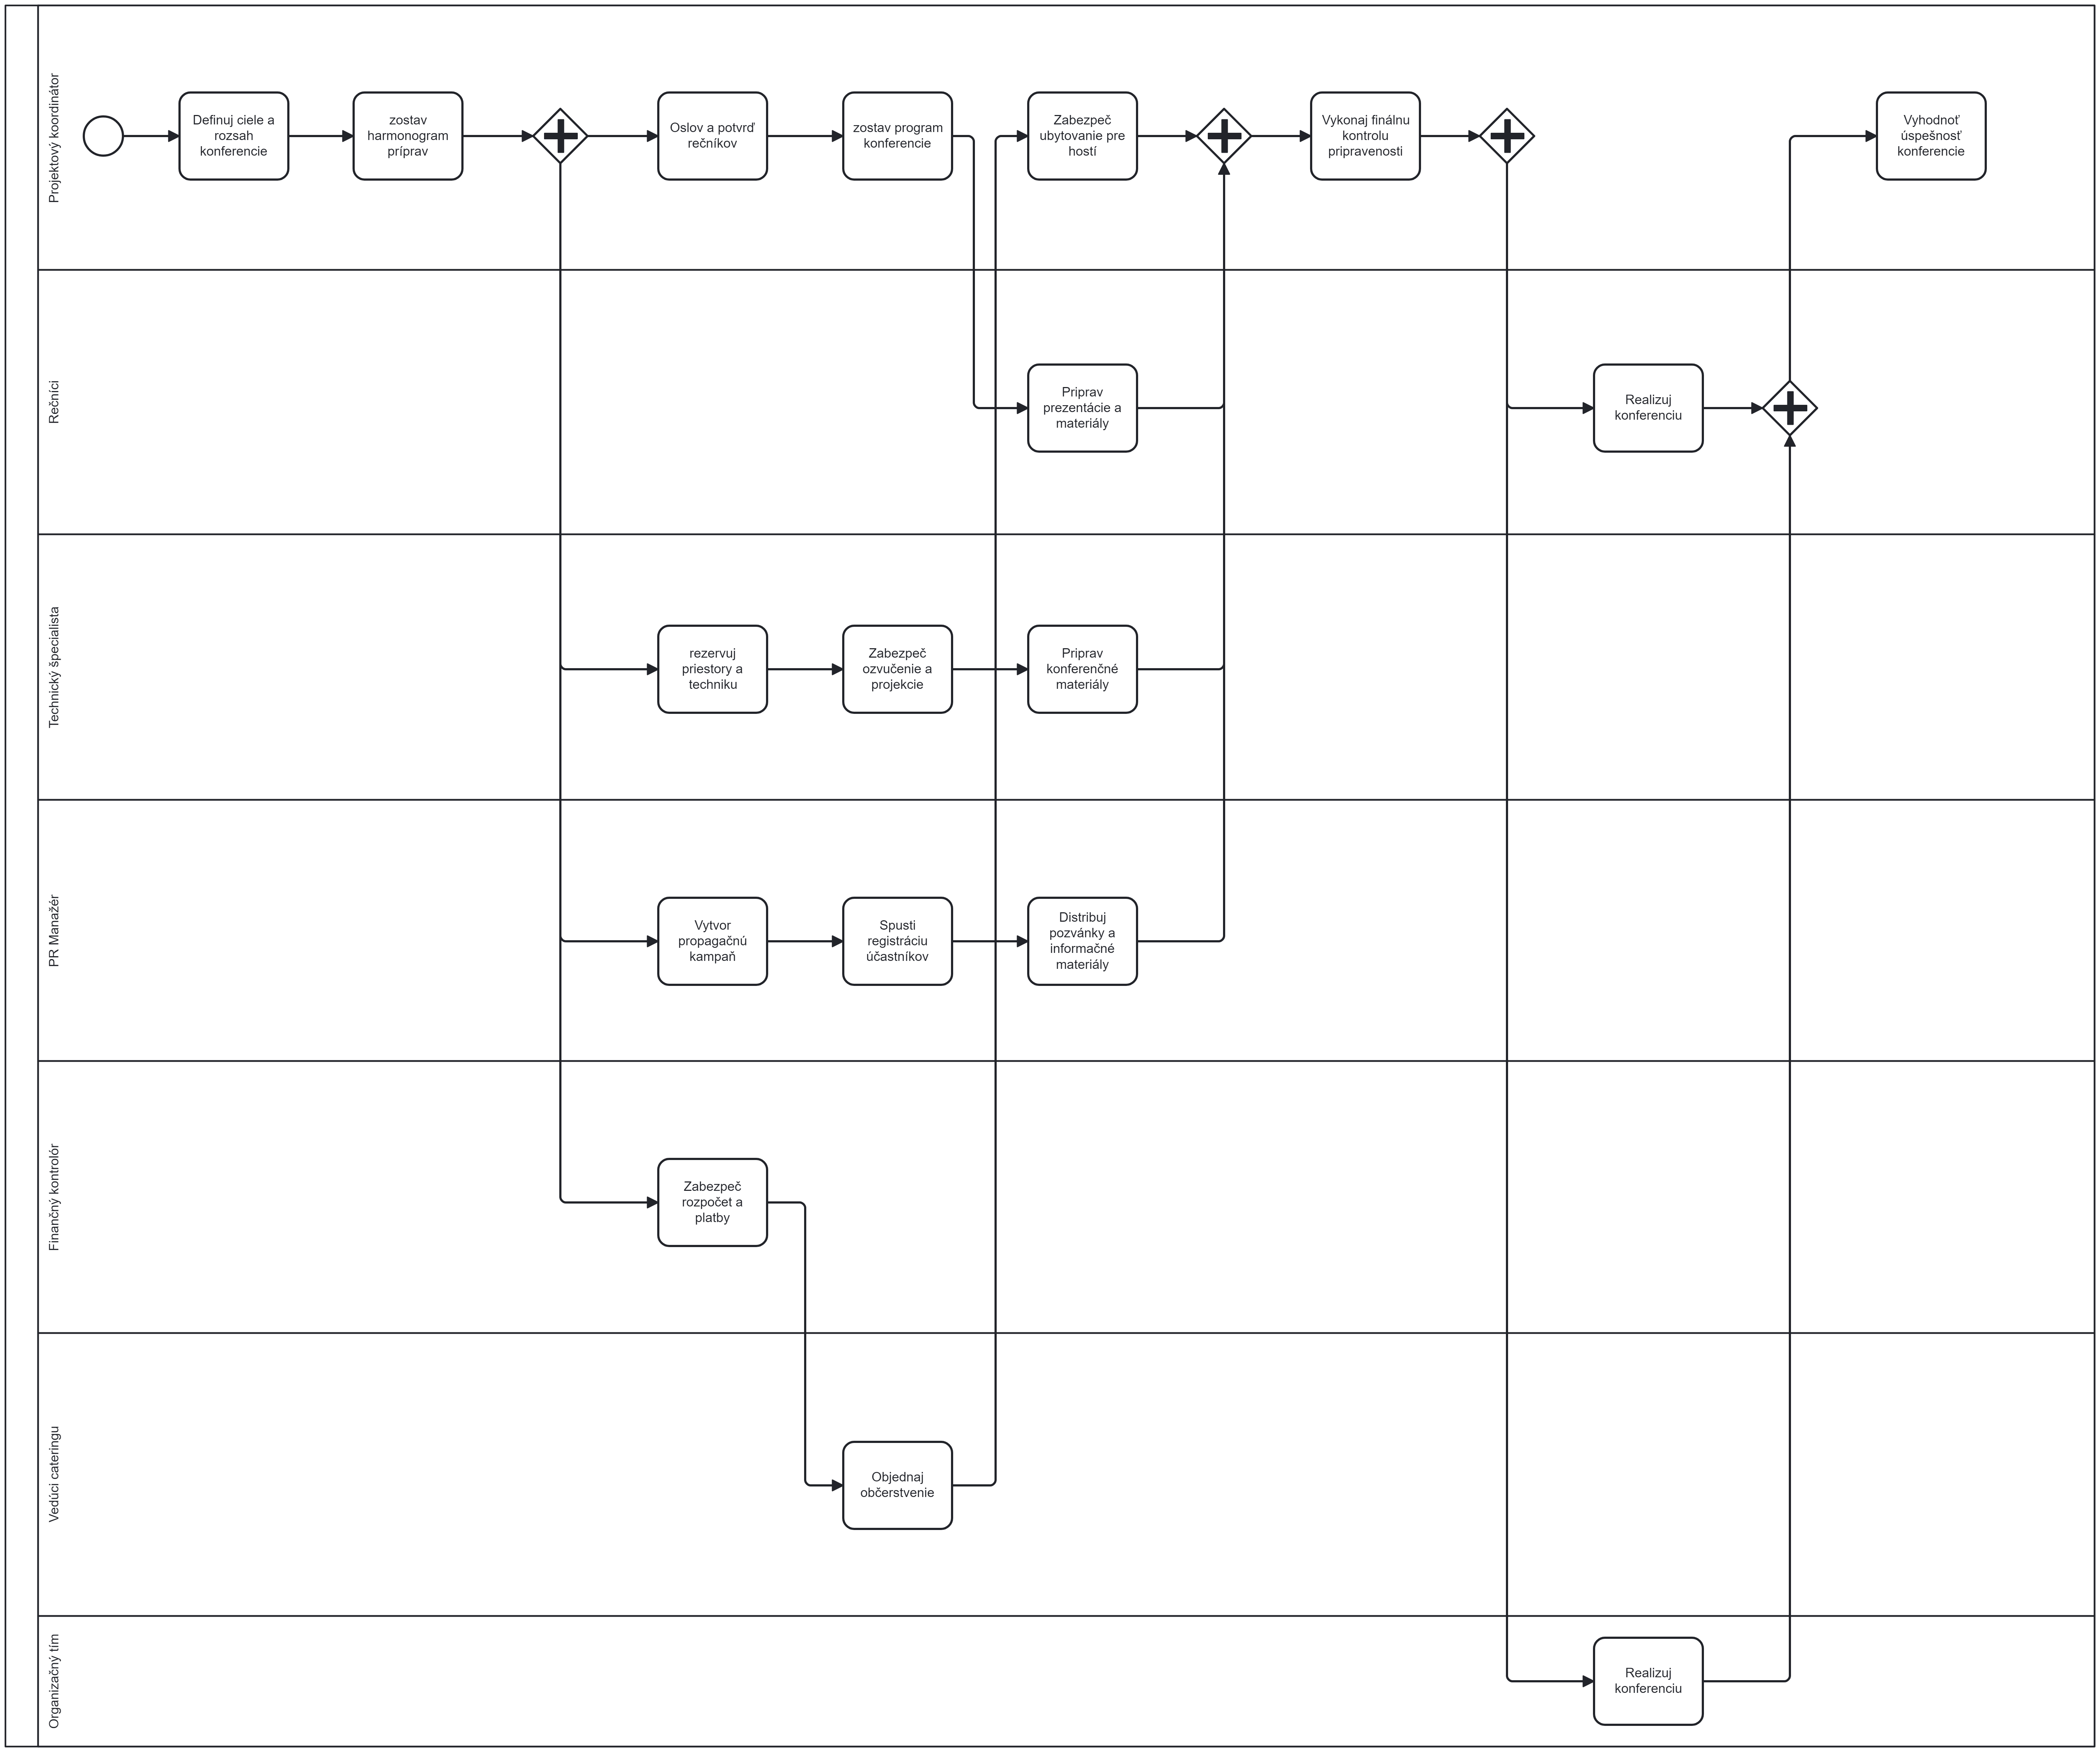 Projektový koordinátor
Definuj ciele a
rozsah
konferencie
zostav
harmonogram
príprav
Oslov a potvrď
rečníkov
zostav program
konferencie
Zabezpeč
ubytovanie pre
hostí
Vykonaj finálnu
kontrolu
pripravenosti
Vyhodnoť
úspešnosť
konferencie
Rečníci
Priprav
prezentácie a
materiály
Realizuj
konferenciu
Technický špecialista
rezervuj
priestory a
techniku
Zabezpeč
ozvučenie a
projekcie
Priprav
konferenčné
materiály
PR Manažér
Vytvor
propagačnú
kampaň
Spusti
registráciu
účastníkov
Distribuj
pozvánky a
informačné
materiály
Finančný kontrolór
Zabezpeč
rozpočet a
platby
Vedúci cateringu
Objednaj
občerstvenie
Organizačný tím
Realizuj
konferenciu